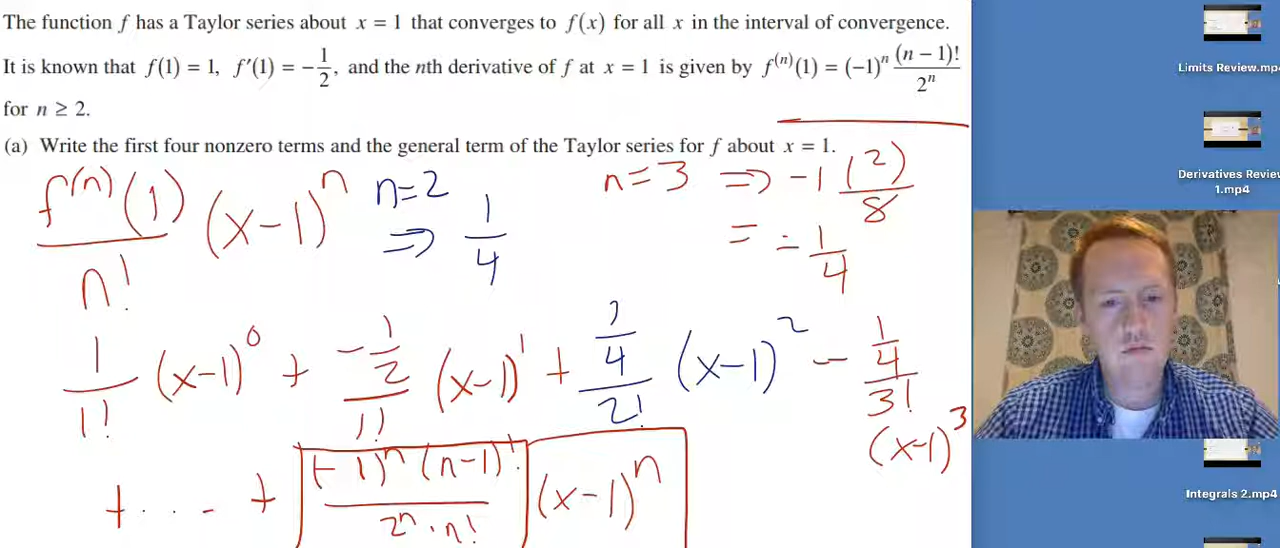 The function f has a Taylor series about x = 1 that converges to f(x) for all x in the interval of convergence.
It is known that f(1) = 1, f′(1) = −1/2, and the nth derivative of f at x = 1 is given by f^(n)(1) = (−1)^n (n − 1)!/2^n
for n ≥ 2.
(a) Write the first four nonzero terms and the general term of the Taylor series for f about x = 1.
f^(n)(1)/n! (x-1)^n n=2 ⇒ 1/4
n=3 ⇒ -1(2)/8
= -1/4
1/1! (x-1)^0 + -1/2/1! (x-1)^1 + 1/4/2! (x-1)^2 - 1/4/3! (x-1)^3
+ ... + (-1)^n (n-1)!/2^n · n! (x-1)^n
Limits Review.mp
Derivatives Review
1.mp4
Integrals 2.mp4